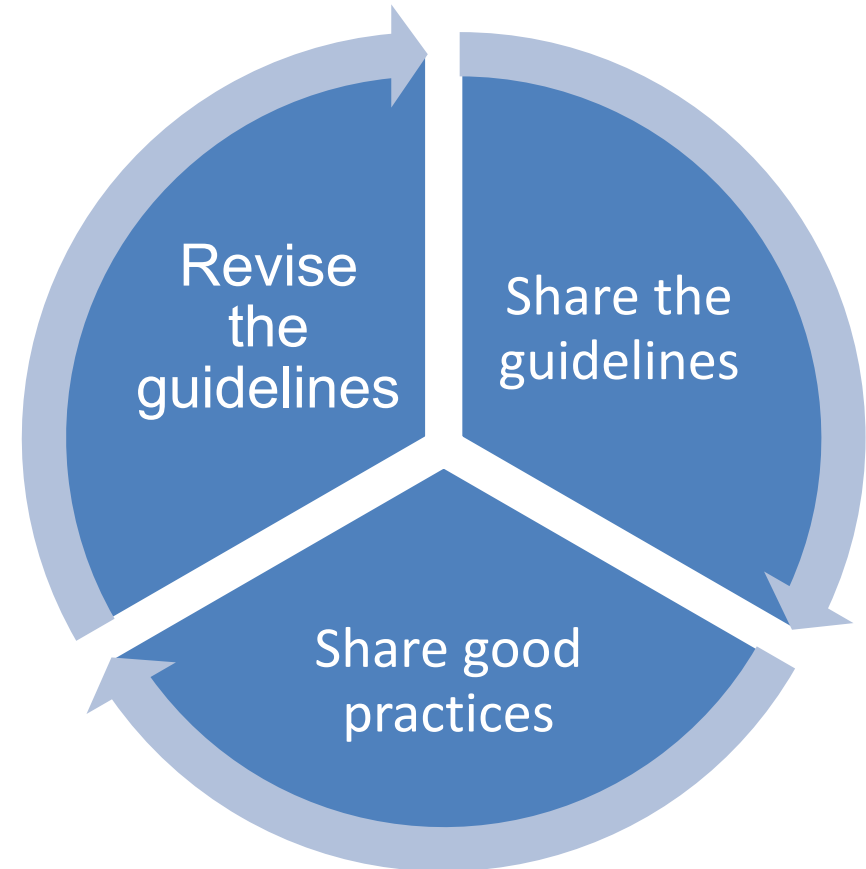 Revise
the
guidelines
Share the
guidelines
Share good
practices